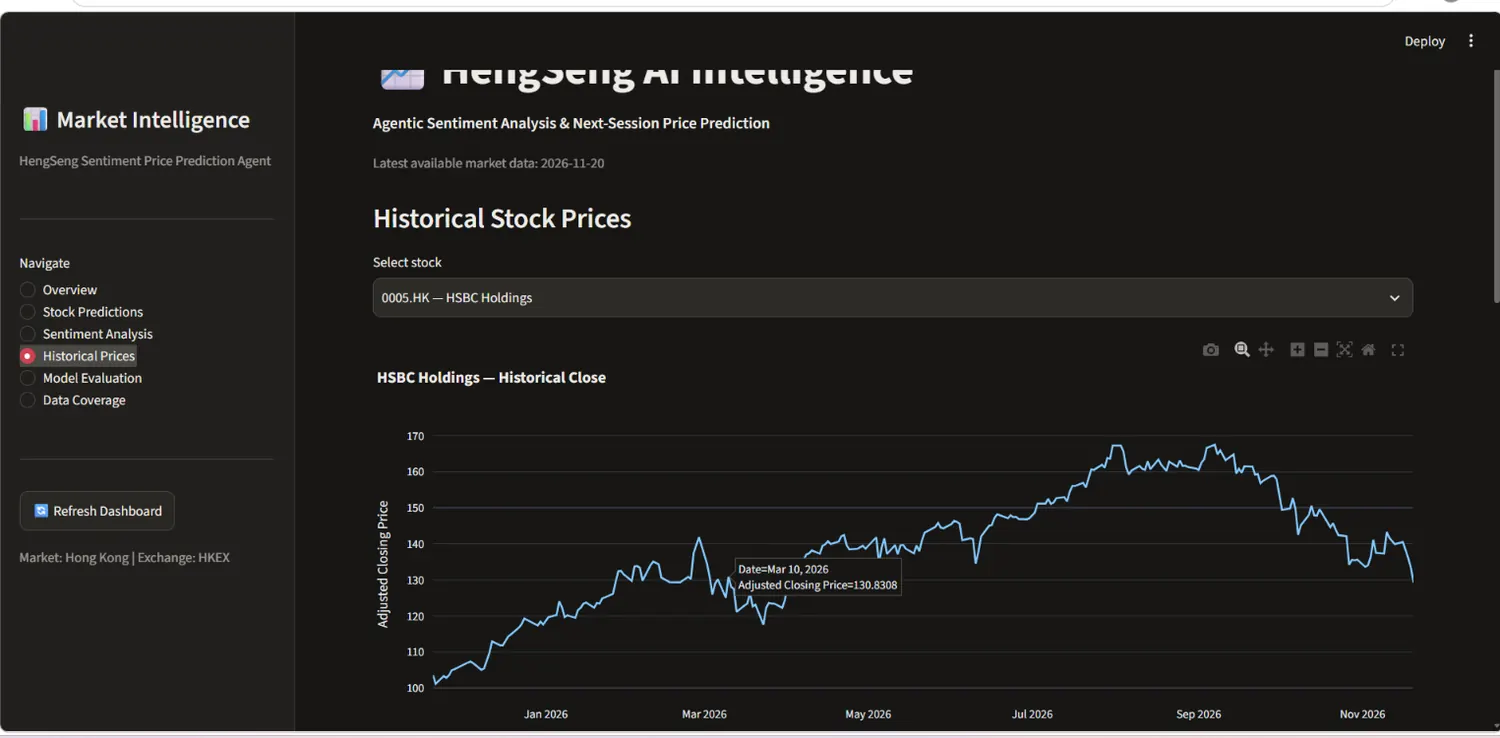 Deploy
Market Intelligence
HengSeng Sentiment Price Prediction Agent
Navigate
Overview
Stock Predictions
Sentiment Analysis
Historical Prices
Model Evaluation
Data Coverage
Refresh Dashboard
Market: Hong Kong | Exchange: HKEX
HengSeng AI Intelligence
Agentic Sentiment Analysis & Next-Session Price Prediction
Latest available market data: 2026-11-20
Historical Stock Prices
Select stock
0005.HK — HSBC Holdings
HSBC Holdings — Historical Close
Adjusted Closing Price
170
160
150
140
130
120
110
100
Date=Mar 10, 2026
Adjusted Closing Price=130.8308
Jan 2026
Mar 2026
May 2026
Jul 2026
Sep 2026
Nov 2026